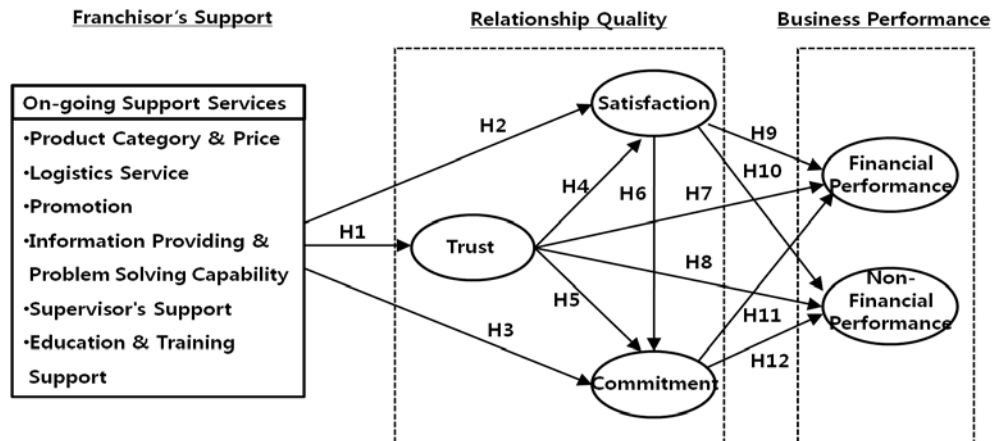 Franchisor's Support
Relationship Quality
Business Performance
On-going Support Services
•Product Category & Price
•Logistics Service
•Promotion
•Information Providing &
Problem Solving Capability
•Supervisor's Support
•Education & Training
Support
H1
H2
H3
Satisfaction
Trust
Commitment
H4
H5
H6
H7
H8
H9
H10
H11
H12
Financial
Performance
Non-
Financial
Performance